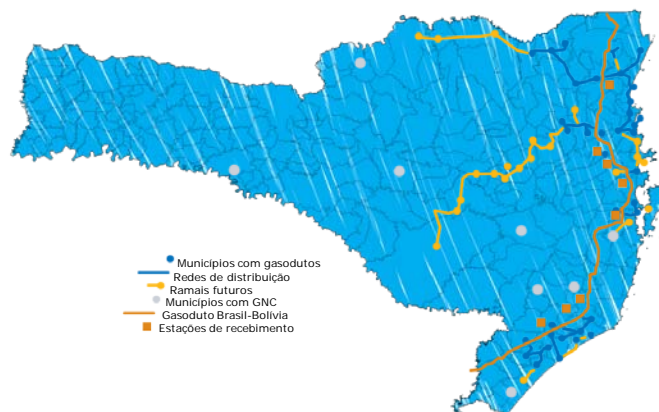 Municípios com gasodutos
Redes de distribuição
Ramais futuros
Municípios com GNC
Gasoduto Brasil-Bolívia
Estações de recebimento